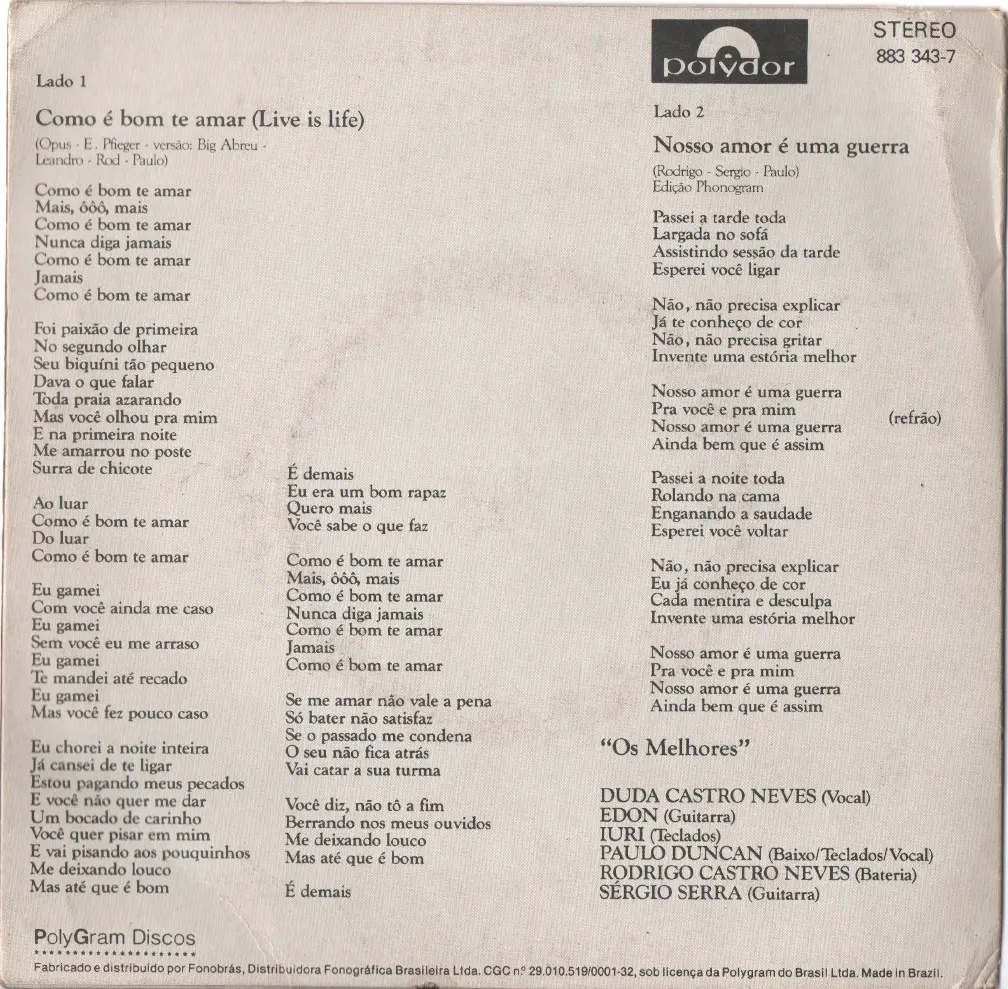 Lado 1
Como é bom te amar (Live is life)
(Opus - E. Pfieger - versão: Big Abreu -
Leandro - Rod - Paulo)
Como é bom te amar
Mais, ôôô, mais
Como é bom te amar
Nunca diga jamais
Como é bom te amar
Jamais
Como é bom te amar
Foi paixão de primeira
No segundo olhar
Seu biquíni tão pequeno
Dava o que falar
Toda praia azarando
Mas você olhou pra mim
E na primeira noite
Me amarrou no poste
Surra de chicote
Ao luar
Como é bom te amar
Do luar
Como é bom te amar
Eu gamei
Com você ainda me caso
Eu gamei
Sem você eu me arraso
Eu gamei
Te mandei até recado
Eu gamei
Mas você fez pouco caso
Eu chorei a noite inteira
Já cansei de te ligar
Estou pagando meus pecados
E você não quer me dar
Um bocado de carinho
Você quer pisar em mim
E vai pisando aos pouquinhos
Me deixando louco
Mas até que é bom
É demais
Eu era um bom rapaz
Quero mais
Você sabe o que faz
Como é bom te amar
Mais, ôôô, mais
Como é bom te amar
Nunca diga jamais
Como é bom te amar
Jamais
Como é bom te amar
Se me amar não vale a pena
Só bater não satisfaz
Se o passado me condena
O seu não fica atrás
Vai catar a sua turma
Você diz, não tô a fim
Berrando nos meus ouvidos
Me deixando louco
Mas até que é bom
É demais
polydor
STEREO
883 343-7
Lado 2
Nosso amor é uma guerra
(Rodrigo - Sergio - Paulo)
Edição Phonogram
Passei a tarde toda
Largada no sofá
Assistindo sessão da tarde
Esperei você ligar
Não, não precisa explicar
Já te conheço de cor
Não, não precisa gritar
Invente uma estória melhor
Nosso amor é uma guerra
Pra você e pra mim
Nosso amor é uma guerra
Ainda bem que é assim
(refrão)
Passei a noite toda
Rolando na cama
Enganando a saudade
Esperei você voltar
Não, não precisa explicar
Eu já conheço de cor
Cada mentira e desculpa
Invente uma estória melhor
Nosso amor é uma guerra
Pra você e pra mim
Nosso amor é uma guerra
Ainda bem que é assim
“Os Melhores”
DUDA CASTRO NEVES (Vocal)
EDON (Guitarra)
IURI (Teclados)
PAULO DUNCAN (Baixo/Teclados/Vocal)
RODRIGO CASTRO NEVES (Bateria)
SÉRGIO SERRA (Guitarra)
PolyGram Discos
Fabricado e distribuido por Fonobrás, Distribuidora Fonográfica Brasileira Ltda. CGC n.º 29.010.519/0001-32, sob licença da Polygram do Brasil Ltda. Made in Brazil.